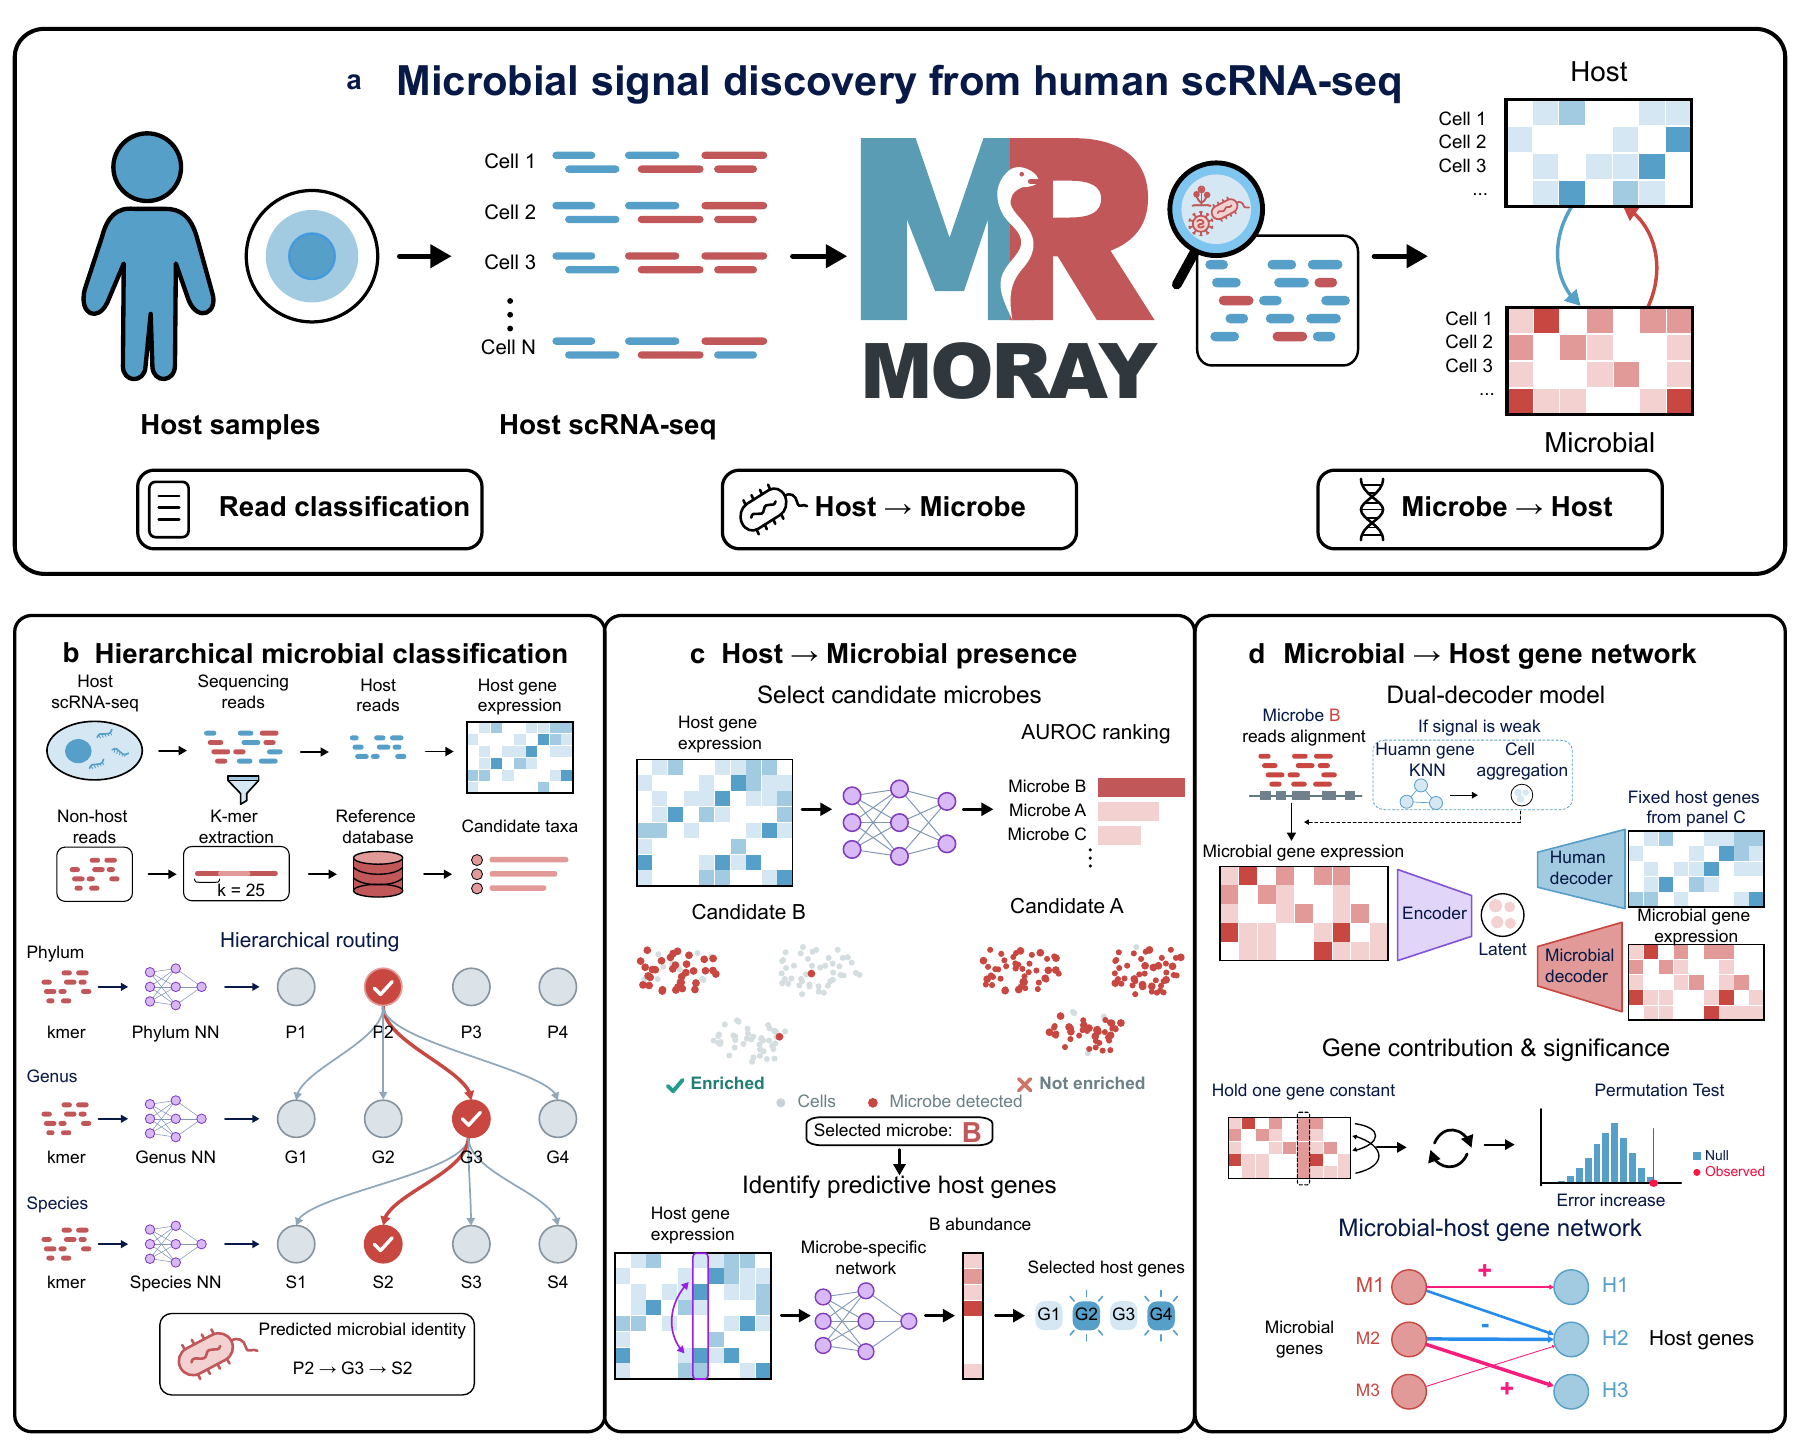 a Microbial signal discovery from human scRNA-seq
Host
Cell 1
Cell 2
Cell 3
...
Cell 1
Cell 2
Cell 3
⋮
Cell N
MR
MORAY
Cell 1
Cell 2
Cell 3
...
Microbial
Host samples
Host scRNA-seq
Read classification
Host → Microbe
Microbe → Host
b Hierarchical microbial classification
Host
scRNA-seq
Sequencing
reads
Host
reads
Host gene
expression
Non-host
reads
K-mer
extraction
k = 25
Reference
database
Candidate taxa
Hierarchical routing
Phylum
kmer
Phylum NN
P1
P2
P3
P4
Genus
kmer
Genus NN
G1
G2
G3
G4
Species
kmer
Species NN
S1
S2
S3
S4
Predicted microbial identity
P2 → G3 → S2
c Host → Microbial presence
Select candidate microbes
Host gene
expression
AUROC ranking
Microbe B
Microbe A
Microbe C
⋮
Candidate B
Candidate A
Enriched
Not enriched
Cells
Microbe detected
Selected microbe: B
Identify predictive host genes
Host gene
expression
Microbe-specific
network
B abundance
Selected host genes
G1
G2
G3
G4
d Microbial → Host gene network
Dual-decoder model
Microbe B
reads alignment
If signal is weak
Huamn gene
KNN
Cell
aggregation
Microbial gene expression
Encoder
Latent
Human
decoder
Microbial
decoder
Fixed host genes
from panel C
Microbial gene
expression
Gene contribution & significance
Hold one gene constant
Permutation Test
Null
Observed
Error increase
Microbial-host gene network
M1
M2
M3
Microbial
genes
+
-
+
H1
H2
H3
Host genes